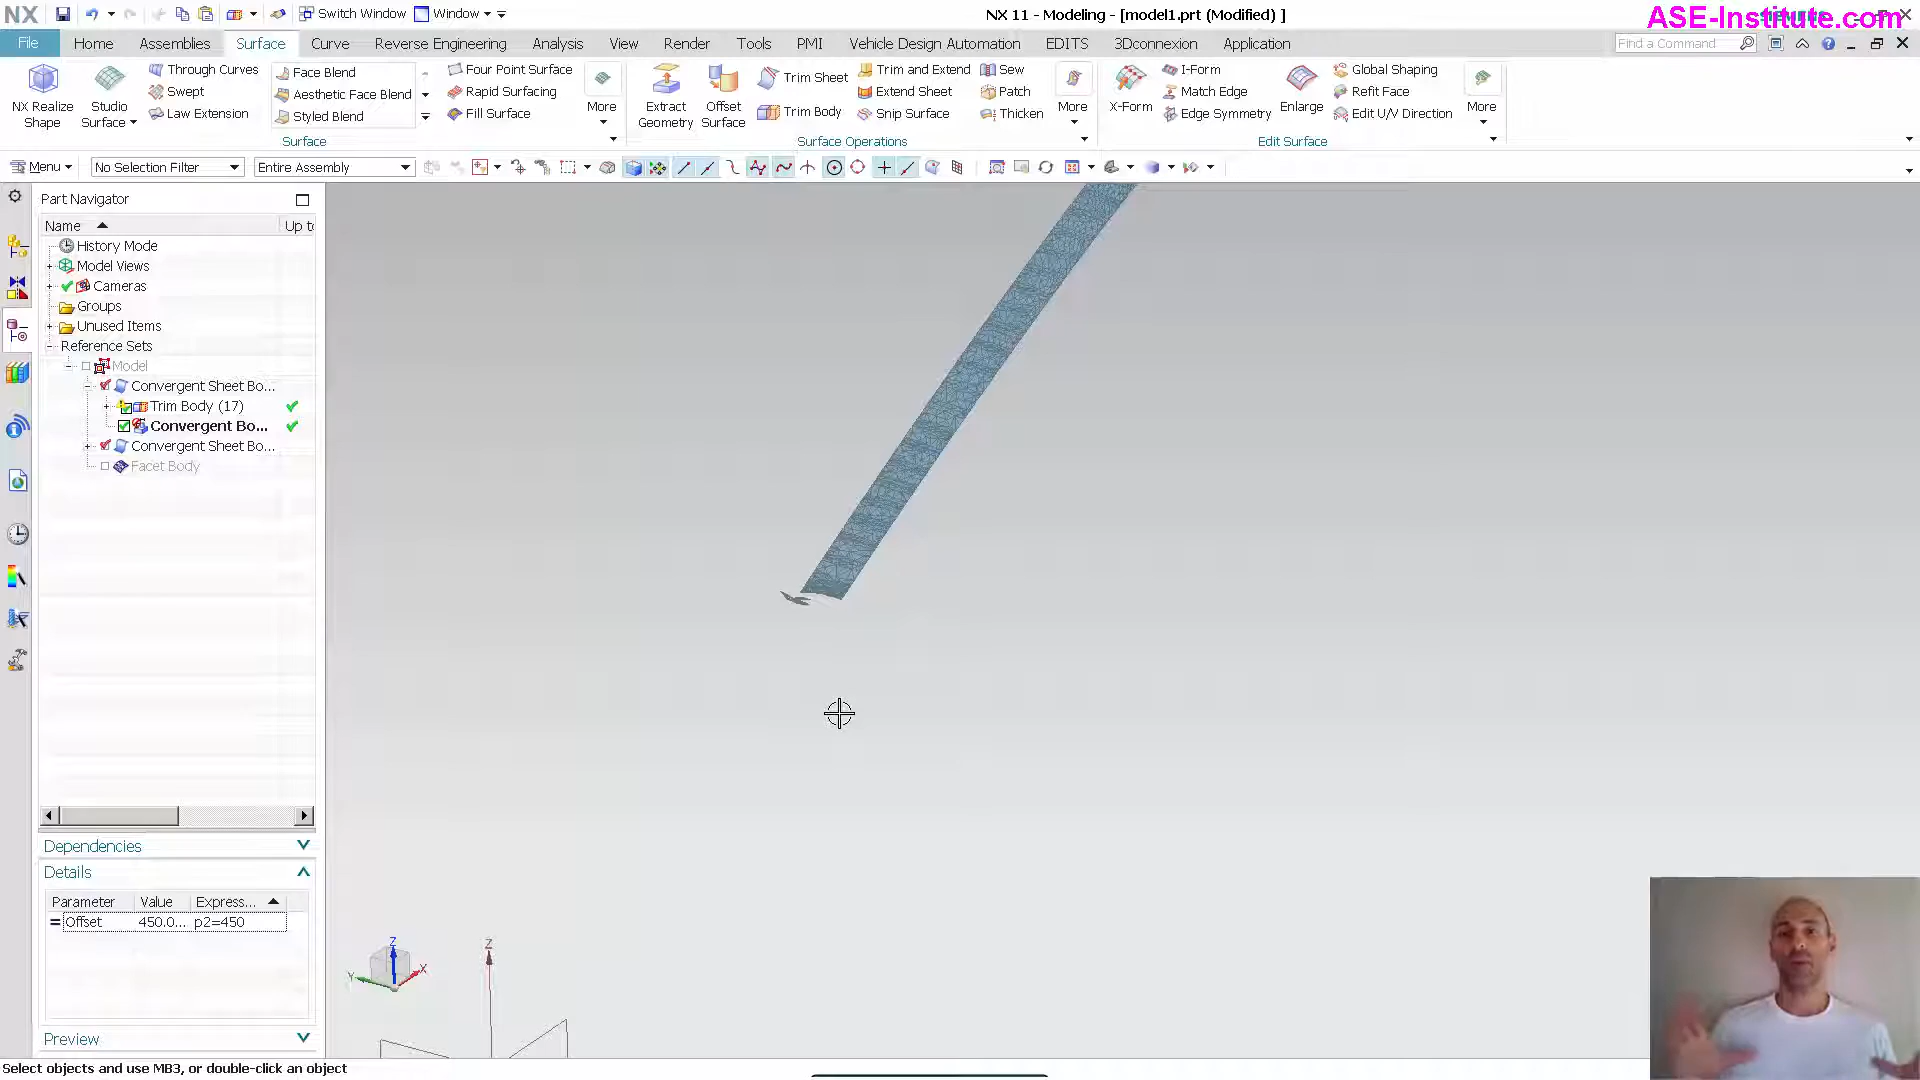 NX Switch Window Window NX 11 - Modeling - [model1.prt (Modified) ] ASE-Institute.com
File Home Assemblies Surface Curve Reverse Engineering Analysis View Render Tools PMI Vehicle Design Automation EDITS 3Dconnexion Application Find a Command
Through Curves Face Blend Four Point Surface Trim Sheet Trim and Extend Sew I-Form Global Shaping
Swept Aesthetic Face Blend Rapid Surfacing Extend Sheet Patch Match Edge Refit Face
NX Realize Shape Studio Surface Law Extension Styled Blend Fill Surface More Extract Geometry Offset Surface Trim Body Snip Surface Thicken More X-Form Edge Symmetry Enlarge Edit U/V Direction More
Surface Surface Operations Edit Surface
Menu No Selection Filter Entire Assembly
Part Navigator
Name Up to
History Mode
Model Views
Cameras
Groups
Unused Items
Reference Sets
Model
Convergent Sheet Bo...
Trim Body (17)
Convergent Bo...
Convergent Sheet Bo...
Facet Body
Dependencies
Details
Parameter Value Express...
Offset 450.0... p2=450
Preview
Z
Y
X
Z
Select objects and use MB3, or double-click an object